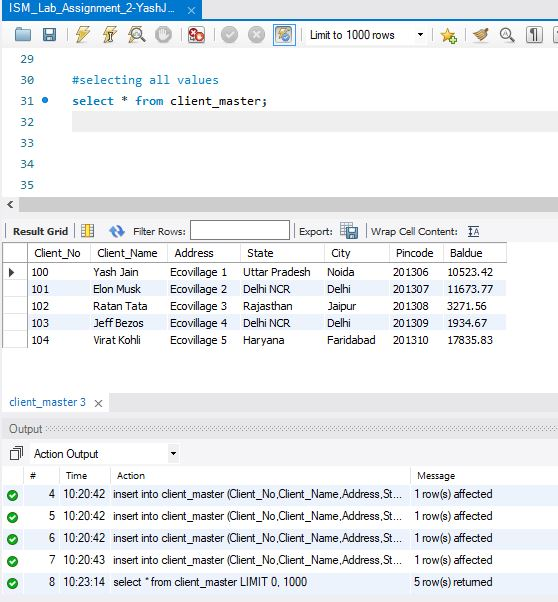 ISM_Lab_Assignment_2-YashJ...
Limit to 1000 rows
29
30 #selecting all values
31 select * from client_master;
32
33
34
35
Result Grid Filter Rows: Export: Wrap Cell Content:
Client_No Client_Name Address State City Pincode Baldue
100 Yash Jain Ecovillage 1 Uttar Pradesh Noida 201306 10523.42
101 Elon Musk Ecovillage 2 Delhi NCR Delhi 201307 11673.77
102 Ratan Tata Ecovillage 3 Rajasthan Jaipur 201308 3271.56
103 Jeff Bezos Ecovillage 4 Delhi NCR Delhi 201309 1934.67
104 Virat Kohli Ecovillage 5 Haryana Faridabad 201310 17835.83
client_master 3
Output
Action Output
# Time Action Message
4 10:20:42 insert into client_master (Client_No,Client_Name,Address,St... 1 row(s) affected
5 10:20:42 insert into client_master (Client_No,Client_Name,Address,St... 1 row(s) affected
6 10:20:42 insert into client_master (Client_No,Client_Name,Address,St... 1 row(s) affected
7 10:20:43 insert into client_master (Client_No,Client_Name,Address,St... 1 row(s) affected
8 10:23:14 select * from client_master LIMIT 0, 1000 5 row(s) returned